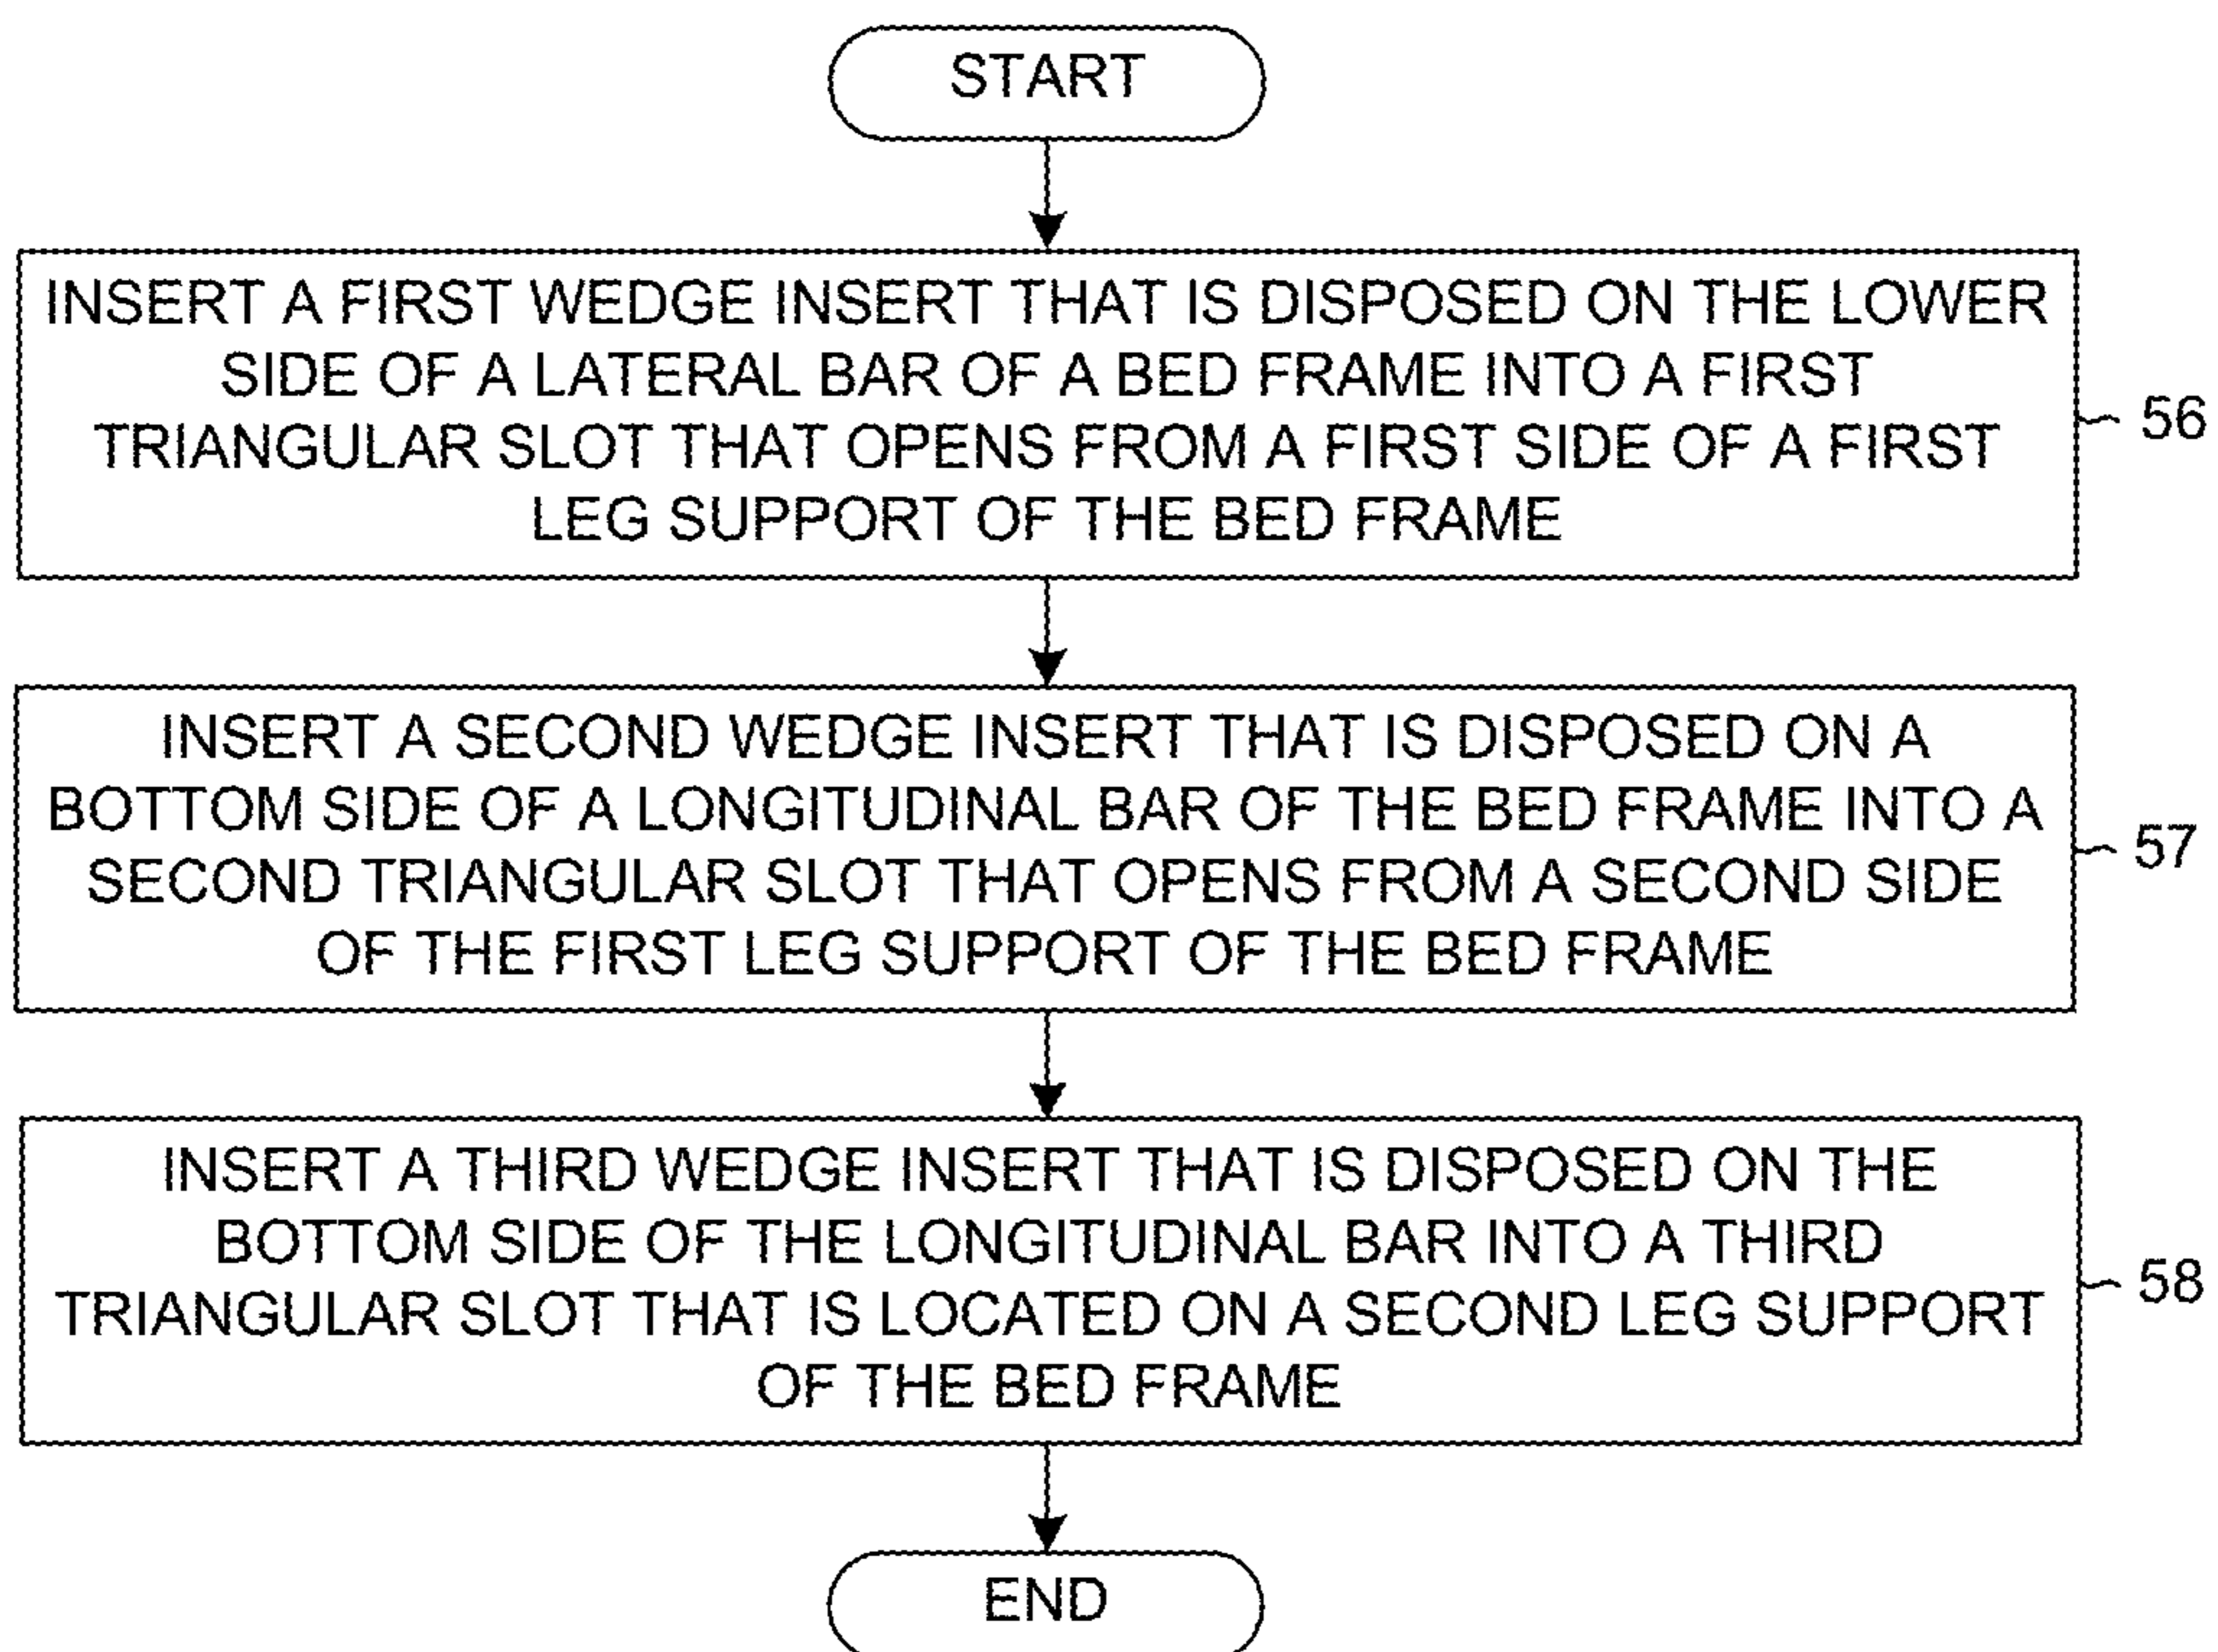 START
INSERT A FIRST WEDGE INSERT THAT IS DISPOSED ON THE LOWER
SIDE OF A LATERAL BAR OF A BED FRAME INTO A FIRST
TRIANGULAR SLOT THAT OPENS FROM A FIRST SIDE OF A FIRST
LEG SUPPORT OF THE BED FRAME
56
INSERT A SECOND WEDGE INSERT THAT IS DISPOSED ON A
BOTTOM SIDE OF A LONGITUDINAL BAR OF THE BED FRAME INTO A
SECOND TRIANGULAR SLOT THAT OPENS FROM A SECOND SIDE
OF THE FIRST LEG SUPPORT OF THE BED FRAME
57
INSERT A THIRD WEDGE INSERT THAT IS DISPOSED ON THE
BOTTOM SIDE OF THE LONGITUDINAL BAR INTO A THIRD
TRIANGULAR SLOT THAT IS LOCATED ON A SECOND LEG SUPPORT
OF THE BED FRAME
58
END